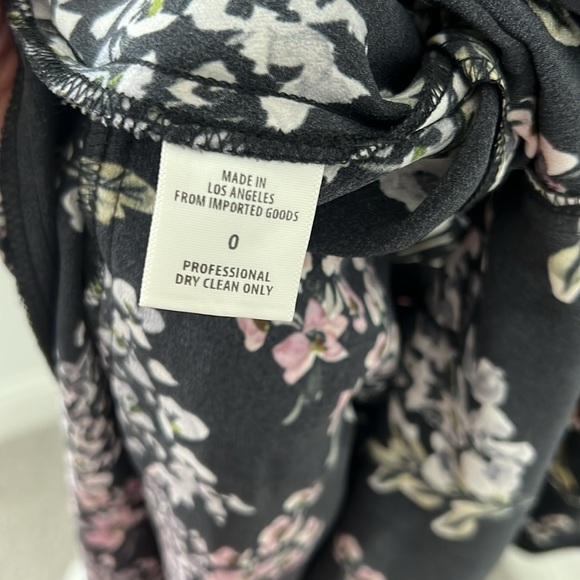 MADE IN
LOS ANGELES
FROM IMPORTED GOODS
0
PROFESSIONAL
DRY CLEAN ONLY